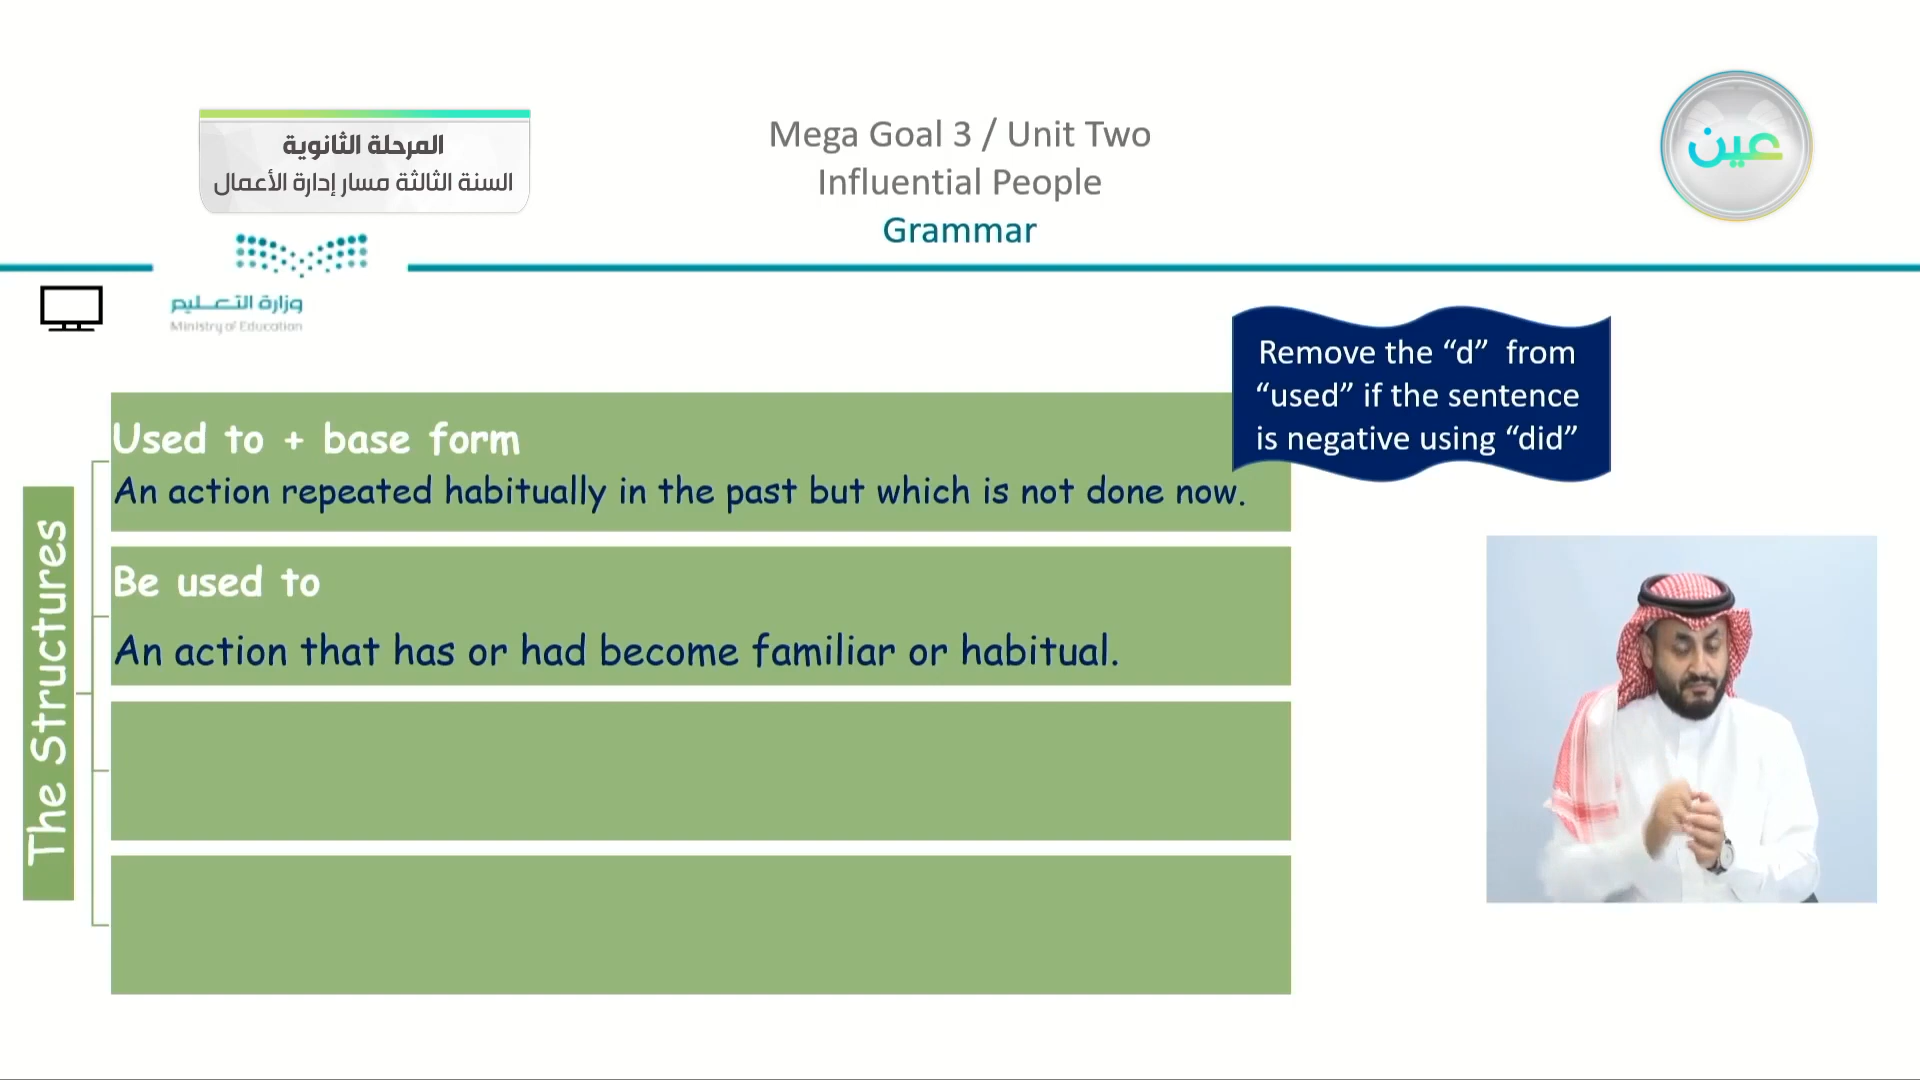 المرحلة الثانوية
السنة الثالثة مسار إدارة الأعمال
Mega Goal 3 / Unit Two
Influential People
Grammar
عين
وزارة التعليم
Ministry of Education
Remove the “d” from
“used” if the sentence
is negative using “did”
The Structures
Used to + base form
An action repeated habitually in the past but which is not done now.
Be used to
An action that has or had become familiar or habitual.